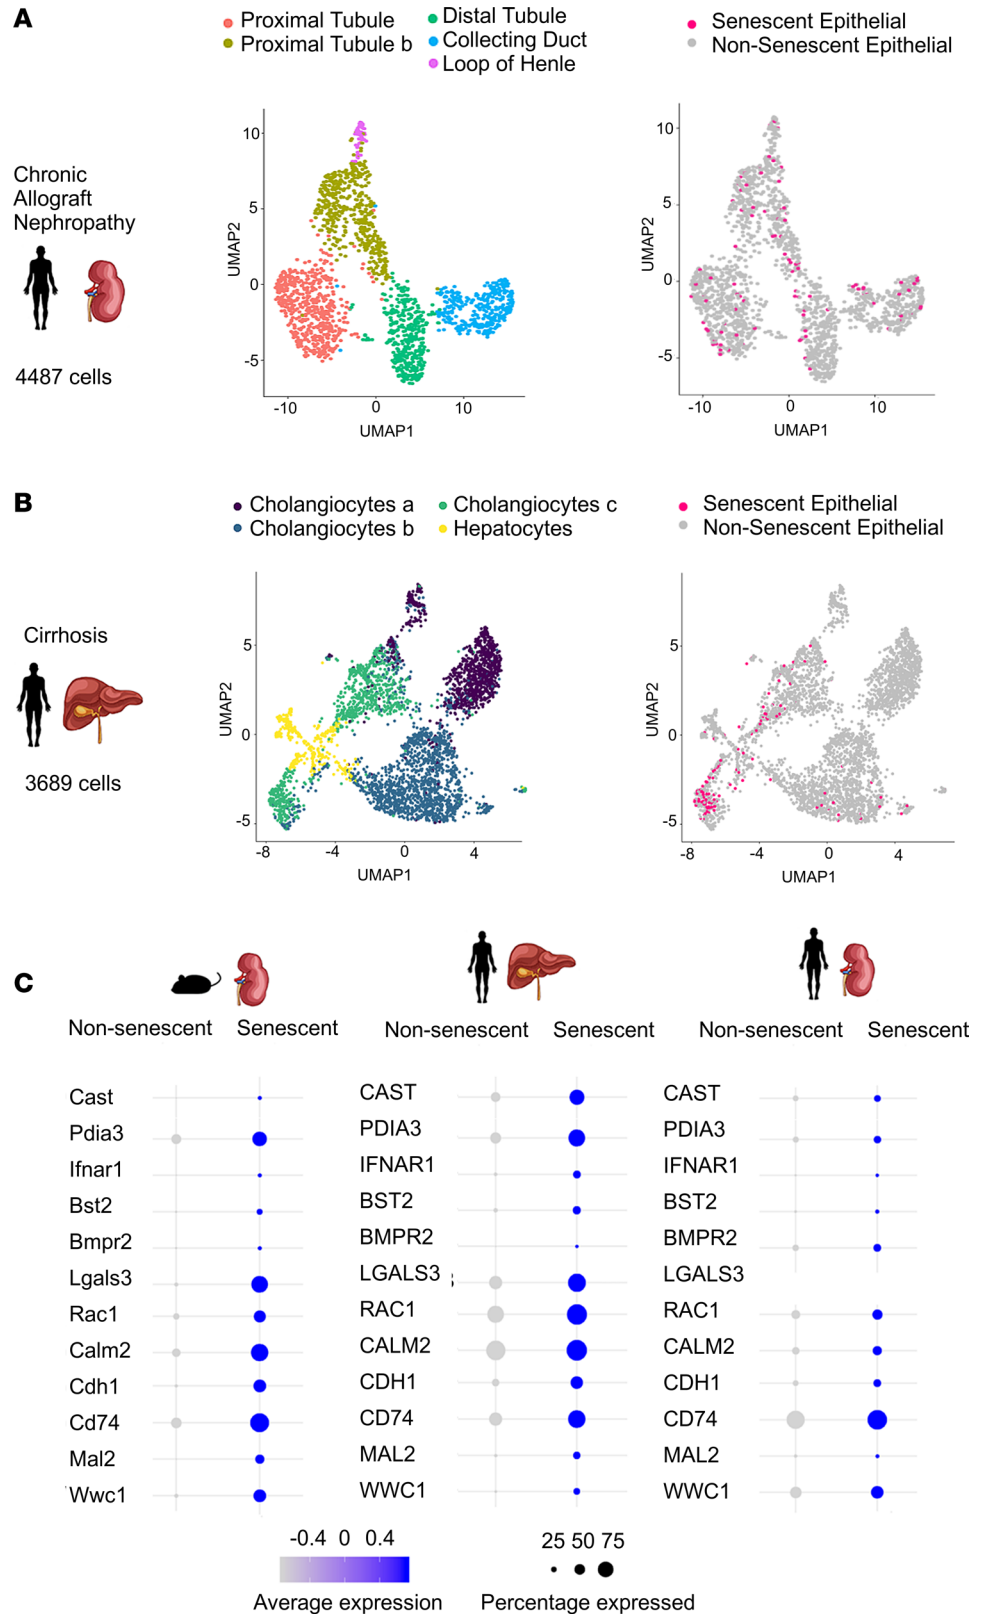 A
Proximal Tubule
Proximal Tubule b
Distal Tubule
Collecting Duct
Loop of Henle
Senescent Epithelial
Non-Senescent Epithelial
Chronic
Allograft
Nephropathy
4487 cells
UMAP2
10
5
0
-5
-10 0 10
UMAP1
UMAP2
10
5
0
-5
-10 0 10
UMAP1
B
Cholangiocytes a
Cholangiocytes b
Cholangiocytes c
Hepatocytes
Senescent Epithelial
Non-Senescent Epithelial
Cirrhosis
3689 cells
UMAP2
5
0
-5
-8 -4 0 4
UMAP1
UMAP2
5
0
-5
-8 -4 0 4
UMAP1
C
Non-senescent Senescent
Non-senescent Senescent
Non-senescent Senescent
Cast
Pdia3
Ifnar1
Bst2
Bmpr2
Lgals3
Rac1
Calm2
Cdh1
Cd74
Mal2
Wwc1
CAST
PDIA3
IFNAR1
BST2
BMPR2
LGALS3
RAC1
CALM2
CDH1
CD74
MAL2
WWC1
CAST
PDIA3
IFNAR1
BST2
BMPR2
LGALS3
RAC1
CALM2
CDH1
CD74
MAL2
WWC1
-0.4 0 0.4
Average expression
25 50 75
Percentage expressed